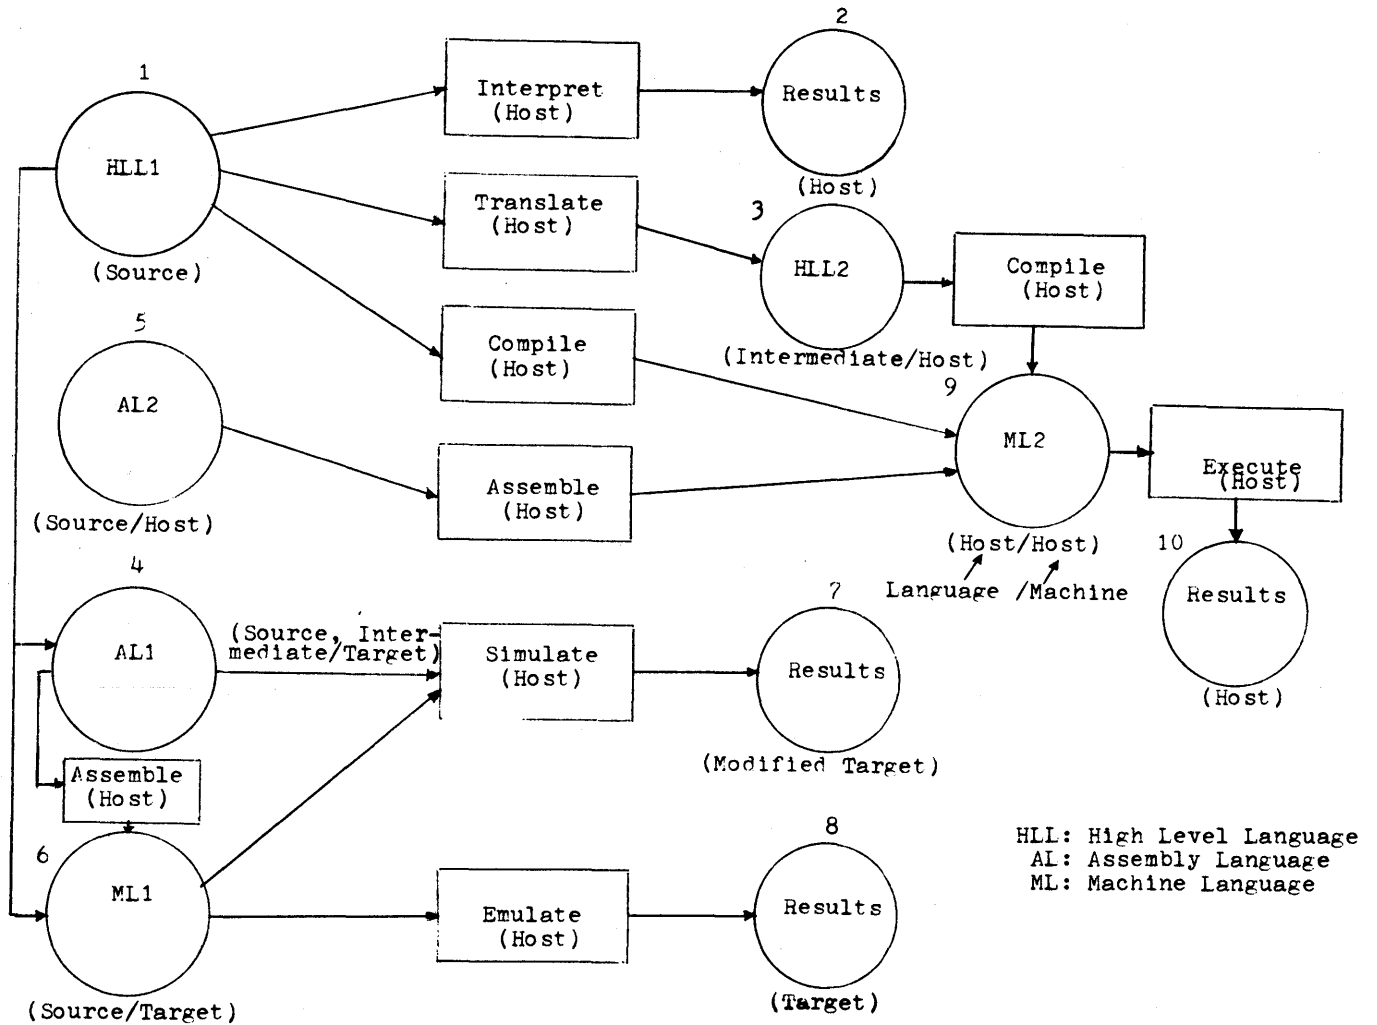 2
1
Interpret
(Host)
Results
(Host)
HLL1
(Source)
Translate
(Host)
3
HLL2
(Intermediate/Host)
Compile
(Host)
5
AL2
(Source/Host)
Compile
(Host)
9
ML2
(Host/Host)
Language /Machine
Execute
(Host)
Assemble
(Host)
10
Results
(Host)
4
AL1
(Source, Inter-
mediate/Target)
Simulate
(Host)
7
Results
(Modified Target)
Assemble
(Host)
6
ML1
(Source/Target)
Emulate
(Host)
8
Results
(Target)
HLL: High Level Language
AL: Assembly Language
ML: Machine Language